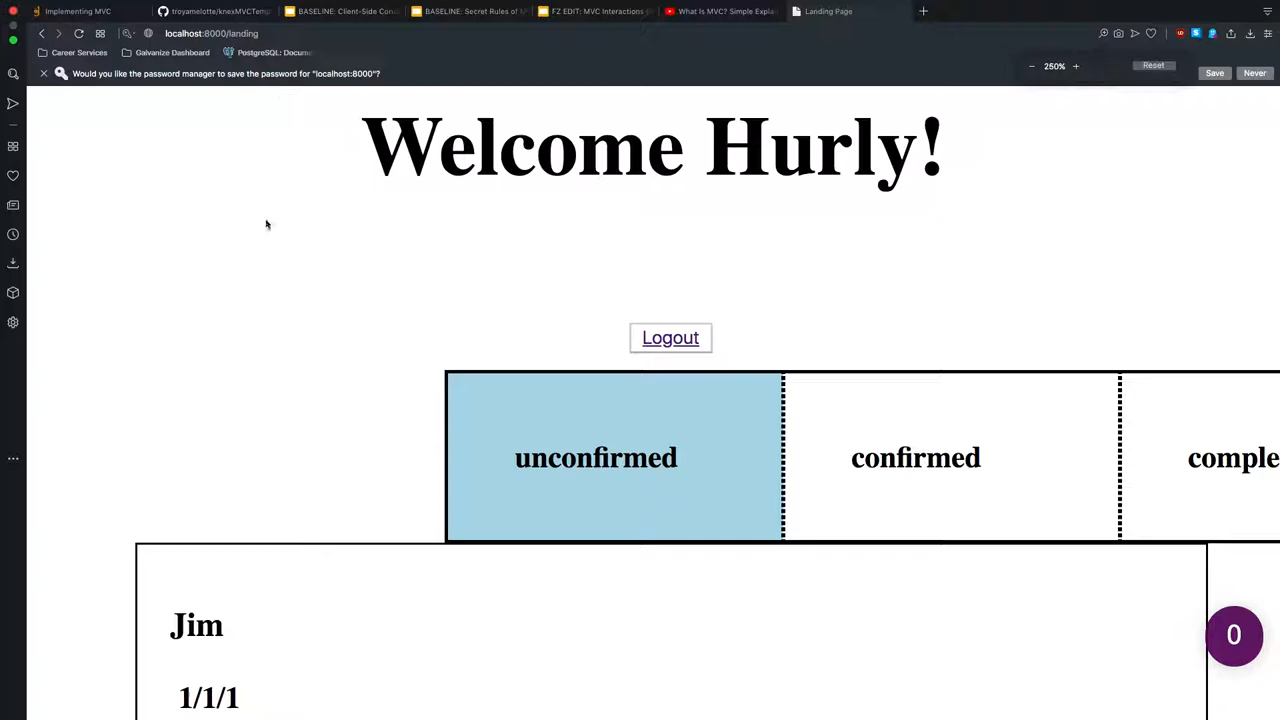 Implementing MVC
troyamelotte/knexMVCTemp
BASELINE: Client-Side Cond
BASELINE: Secret Rules of M
FZ EDIT: MVC Interactions
What Is MVC? Simple Explan
Landing Page
localhost:8000/landing
Career Services
Galvanize Dashboard
PostgreSQL: Docum
Would you like the password manager to save the password for "localhost:8000"?
250%
Reset
Save
Never
Welcome Hurly!
Logout
unconfirmed
confirmed
comple
Jim
1/1/1
0